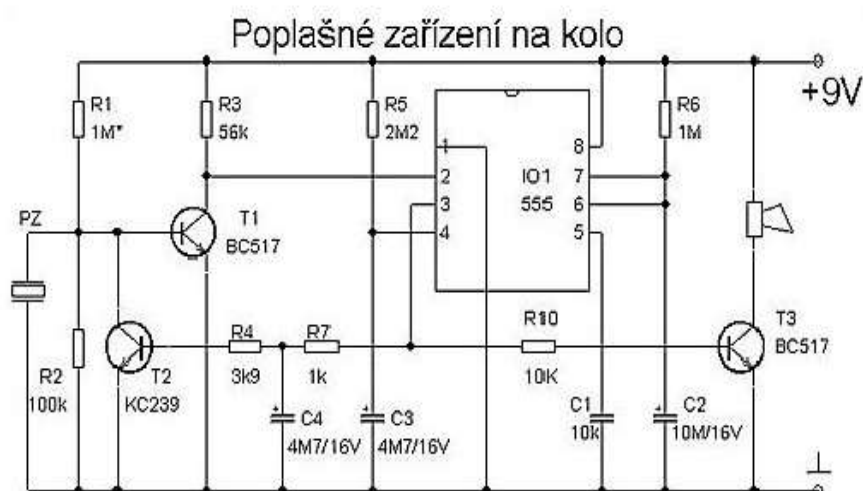 Poplašné zařízení na kolo
+9V
R1
1M*
R3
56k
R5
2M2
R6
1M
1
2
3
4
8
7
6
5
IO1
555
PZ
T1
BC517
R2
100k
T2
KC239
R4
3k9
R7
1k
R10
10K
T3
BC517
C4
4M7/16V
C3
4M7/16V
C1
10k
C2
10M/16V